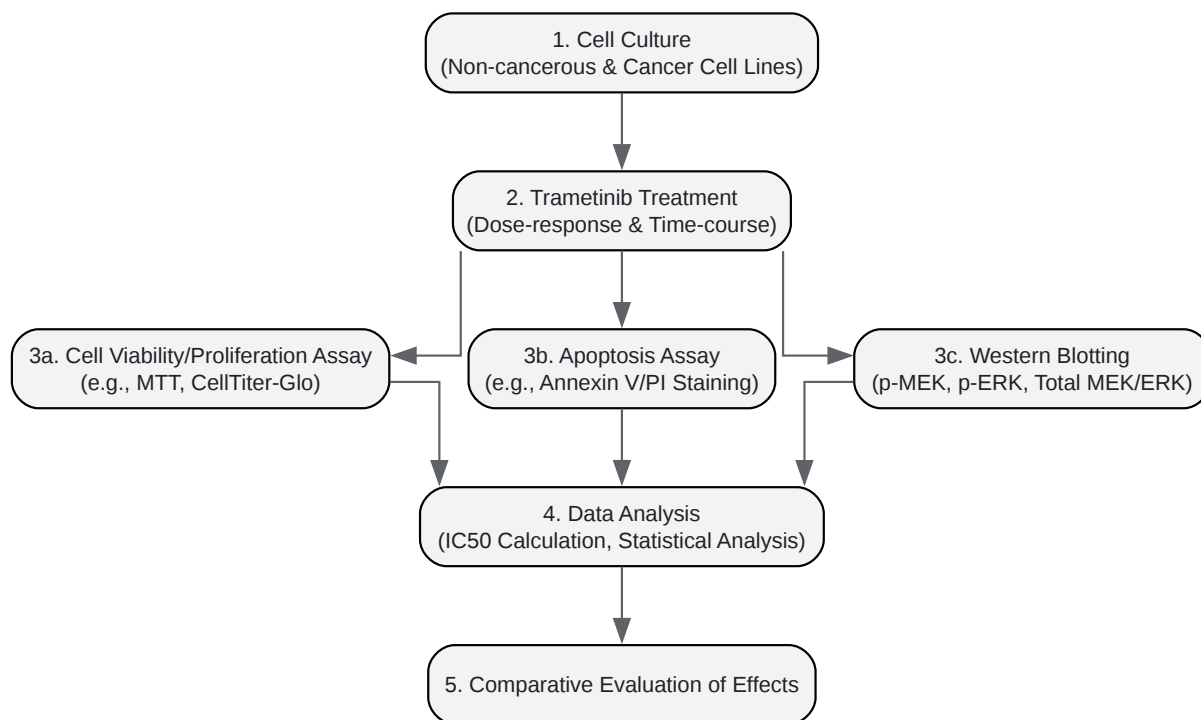 1. Cell Culture
(Non-cancerous & Cancer Cell Lines)
2. Trametinib Treatment
(Dose-response & Time-course)
3a. Cell Viability/Proliferation Assay
(e.g., MTT, CellTiter-Glo)
3b. Apoptosis Assay
(e.g., Annexin V/PI Staining)
3c. Western Blotting
(p-MEK, p-ERK, Total MEK/ERK)
4. Data Analysis
(IC50 Calculation, Statistical Analysis)
5. Comparative Evaluation of Effects